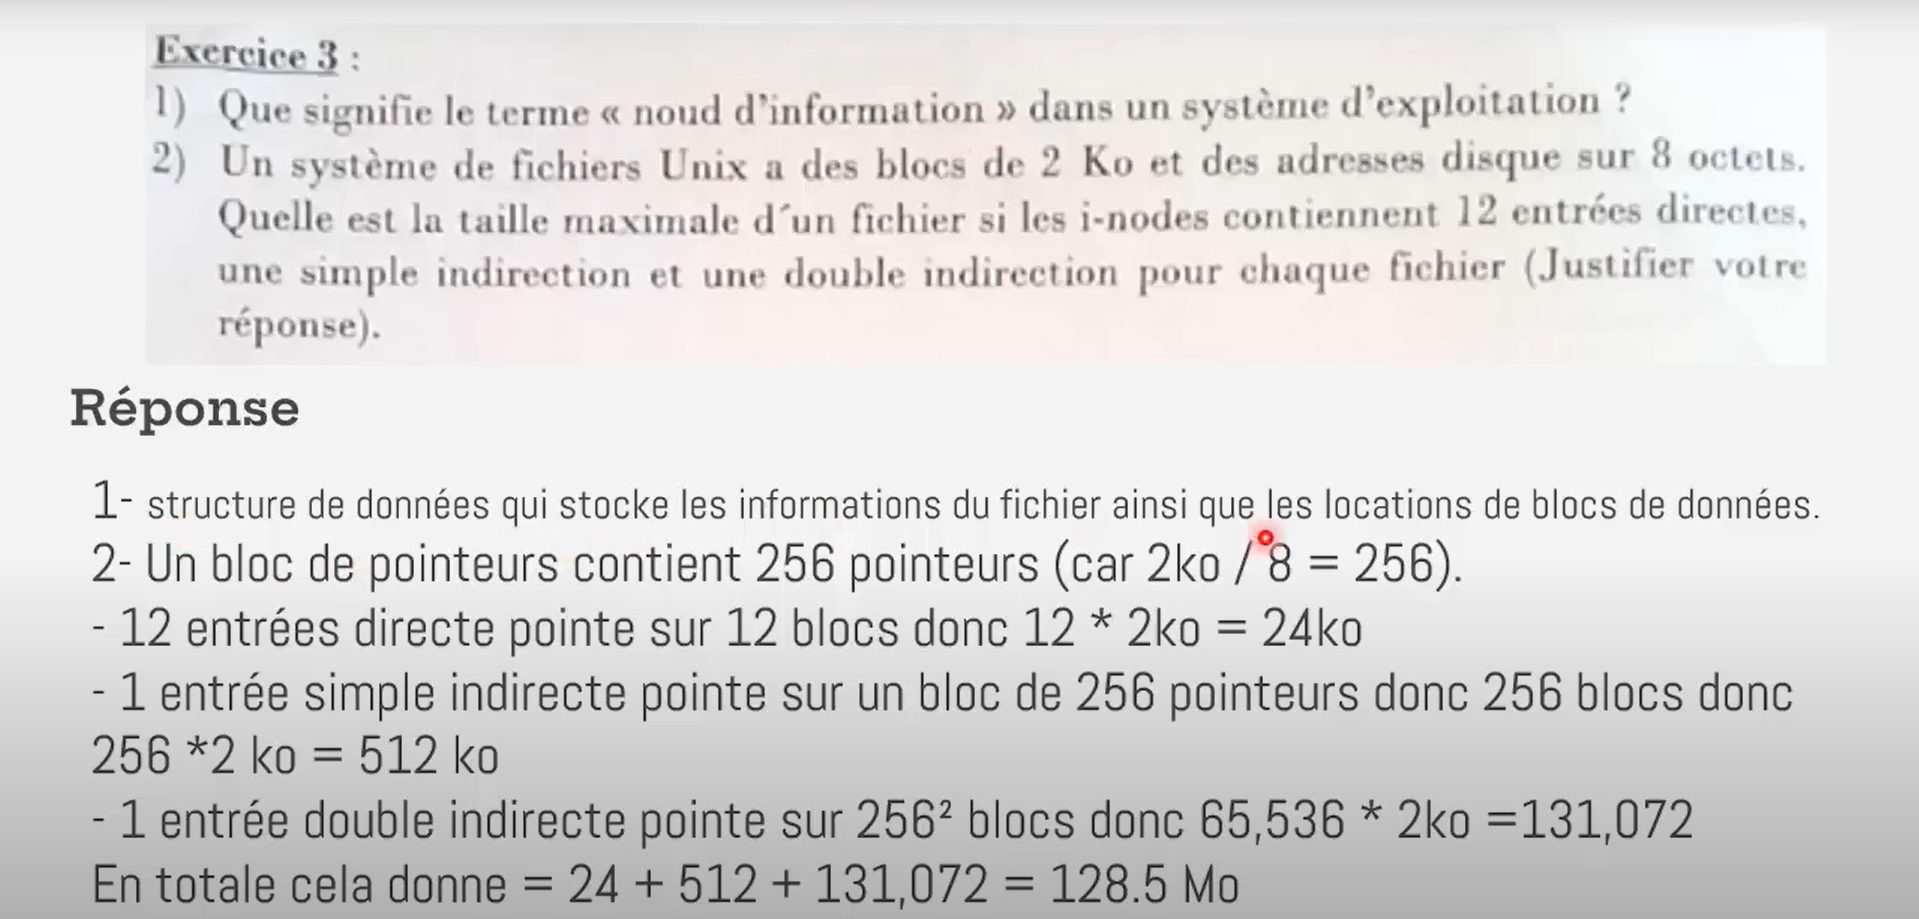 Exercice 3 :
1) Que signifie le terme « noud d'information » dans un système d'exploitation ?
2) Un système de fichiers Unix a des blocs de 2 Ko et des adresses disque sur 8 octets.
Quelle est la taille maximale d´un fichier si les i-nodes contiennent 12 entrées directes,
une simple indirection et une double indirection pour chaque fichier (Justifier votre
réponse).
Réponse
1- structure de données qui stocke les informations du fichier ainsi que les locations de blocs de données.
2- Un bloc de pointeurs contient 256 pointeurs (car 2ko / 8 = 256).
- 12 entrées directe pointe sur 12 blocs donc 12 * 2ko = 24ko
- 1 entrée simple indirecte pointe sur un bloc de 256 pointeurs donc 256 blocs donc
256 *2 ko = 512 ko
- 1 entrée double indirecte pointe sur 256² blocs donc 65,536 * 2ko =131,072
En totale cela donne = 24 + 512 + 131,072 = 128.5 Mo